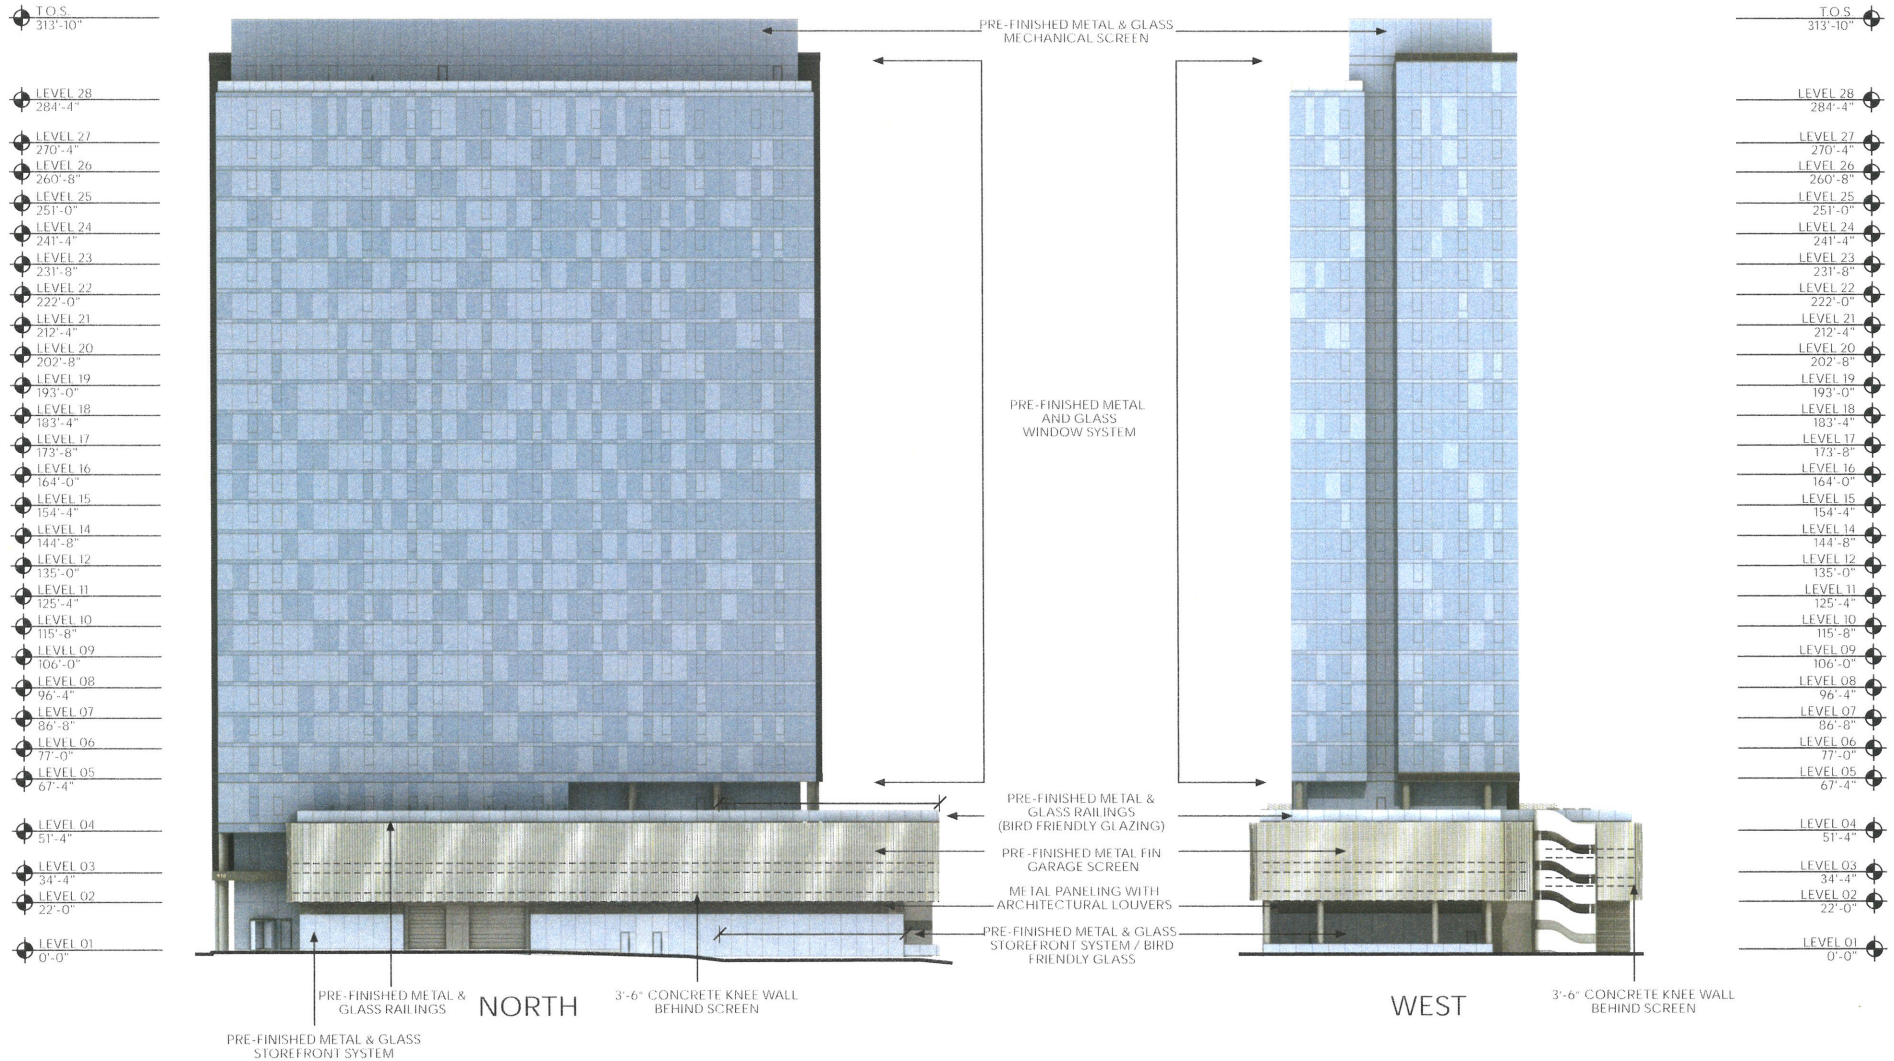 T.O.S.
313'-10"
LEVEL 28
284'-4"
LEVEL 27
270'-4"
LEVEL 26
260'-8"
LEVEL 25
251'-0"
LEVEL 24
241'-4"
LEVEL 23
231'-8"
LEVEL 22
222'-0"
LEVEL 21
212'-4"
LEVEL 20
202'-8"
LEVEL 19
193'-0"
LEVEL 18
183'-4"
LEVEL 17
173'-8"
LEVEL 16
164'-0"
LEVEL 15
154'-4"
LEVEL 14
144'-8"
LEVEL 12
135'-0"
LEVEL 11
125'-4"
LEVEL 10
115'-8"
LEVEL 09
106'-0"
LEVEL 08
96'-4"
LEVEL 07
86'-8"
LEVEL 06
77'-0"
LEVEL 05
67'-4"
LEVEL 04
51'-4"
LEVEL 03
34'-4"
LEVEL 02
22'-0"
LEVEL 01
0'-0"
PRE-FINISHED METAL & GLASS
MECHANICAL SCREEN
PRE-FINISHED METAL
AND GLASS
WINDOW SYSTEM
PRE-FINISHED METAL &
GLASS RAILINGS
(BIRD FRIENDLY GLAZING)
PRE-FINISHED METAL FIN
GARAGE SCREEN
METAL PANELING WITH
ARCHITECTURAL LOUVERS
PRE-FINISHED METAL & GLASS
STOREFRONT SYSTEM / BIRD
FRIENDLY GLASS
PRE-FINISHED METAL &
GLASS RAILINGS
NORTH
3'-6" CONCRETE KNEE WALL
BEHIND SCREEN
PRE-FINISHED METAL & GLASS
STOREFRONT SYSTEM
WEST
3'-6" CONCRETE KNEE WALL
BEHIND SCREEN
T.O.S.
313'-10"
LEVEL 28
284'-4"
LEVEL 27
270'-4"
LEVEL 26
260'-8"
LEVEL 25
251'-0"
LEVEL 24
241'-4"
LEVEL 23
231'-8"
LEVEL 22
222'-0"
LEVEL 21
212'-4"
LEVEL 20
202'-8"
LEVEL 19
193'-0"
LEVEL 18
183'-4"
LEVEL 17
173'-8"
LEVEL 16
164'-0"
LEVEL 15
154'-4"
LEVEL 14
144'-8"
LEVEL 12
135'-0"
LEVEL 11
125'-4"
LEVEL 10
115'-8"
LEVEL 09
106'-0"
LEVEL 08
96'-4"
LEVEL 07
86'-8"
LEVEL 06
77'-0"
LEVEL 05
67'-4"
LEVEL 04
51'-4"
LEVEL 03
34'-4"
LEVEL 02
22'-0"
LEVEL 01
0'-0"